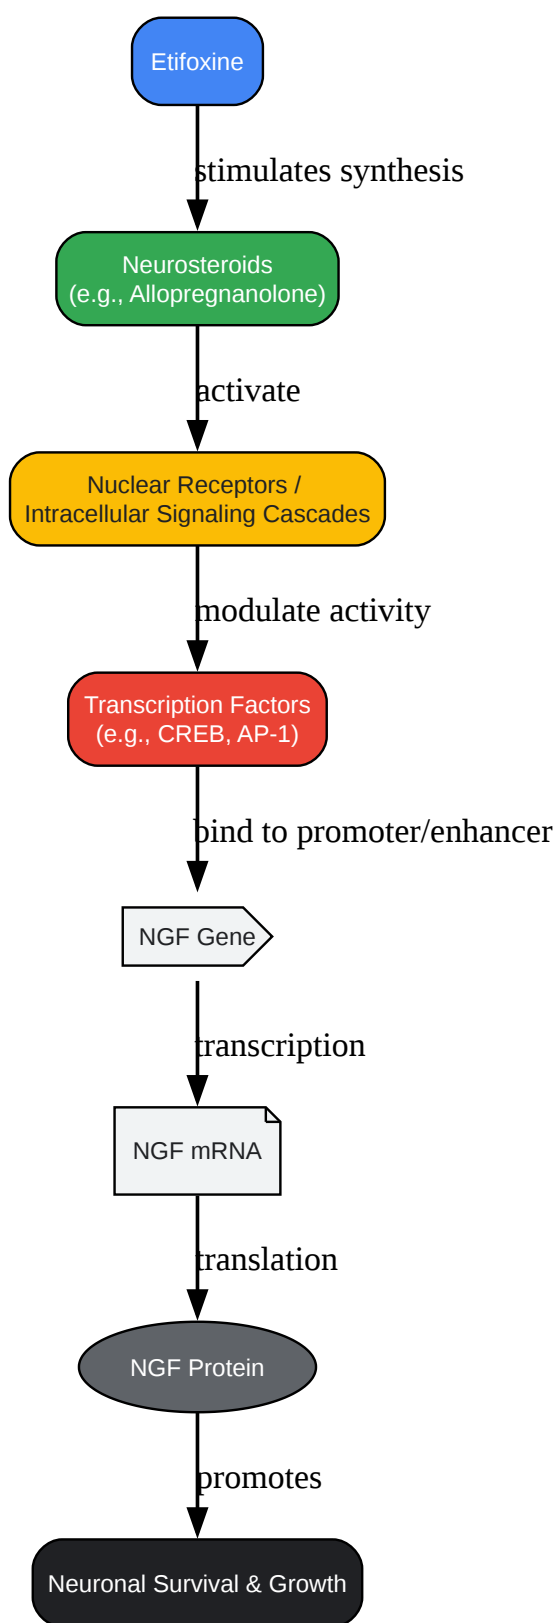 Etifoxine
stimulates synthesis
Neurosteroids
(e.g., Allopregnanolone)
activate
Nuclear Receptors /
Intracellular Signaling Cascades
modulate activity
Transcription Factors
(e.g., CREB, AP-1)
bind to promoter/enhancer
NGF Gene
transcription
NGF mRNA
translation
NGF Protein
promotes
Neuronal Survival & Growth